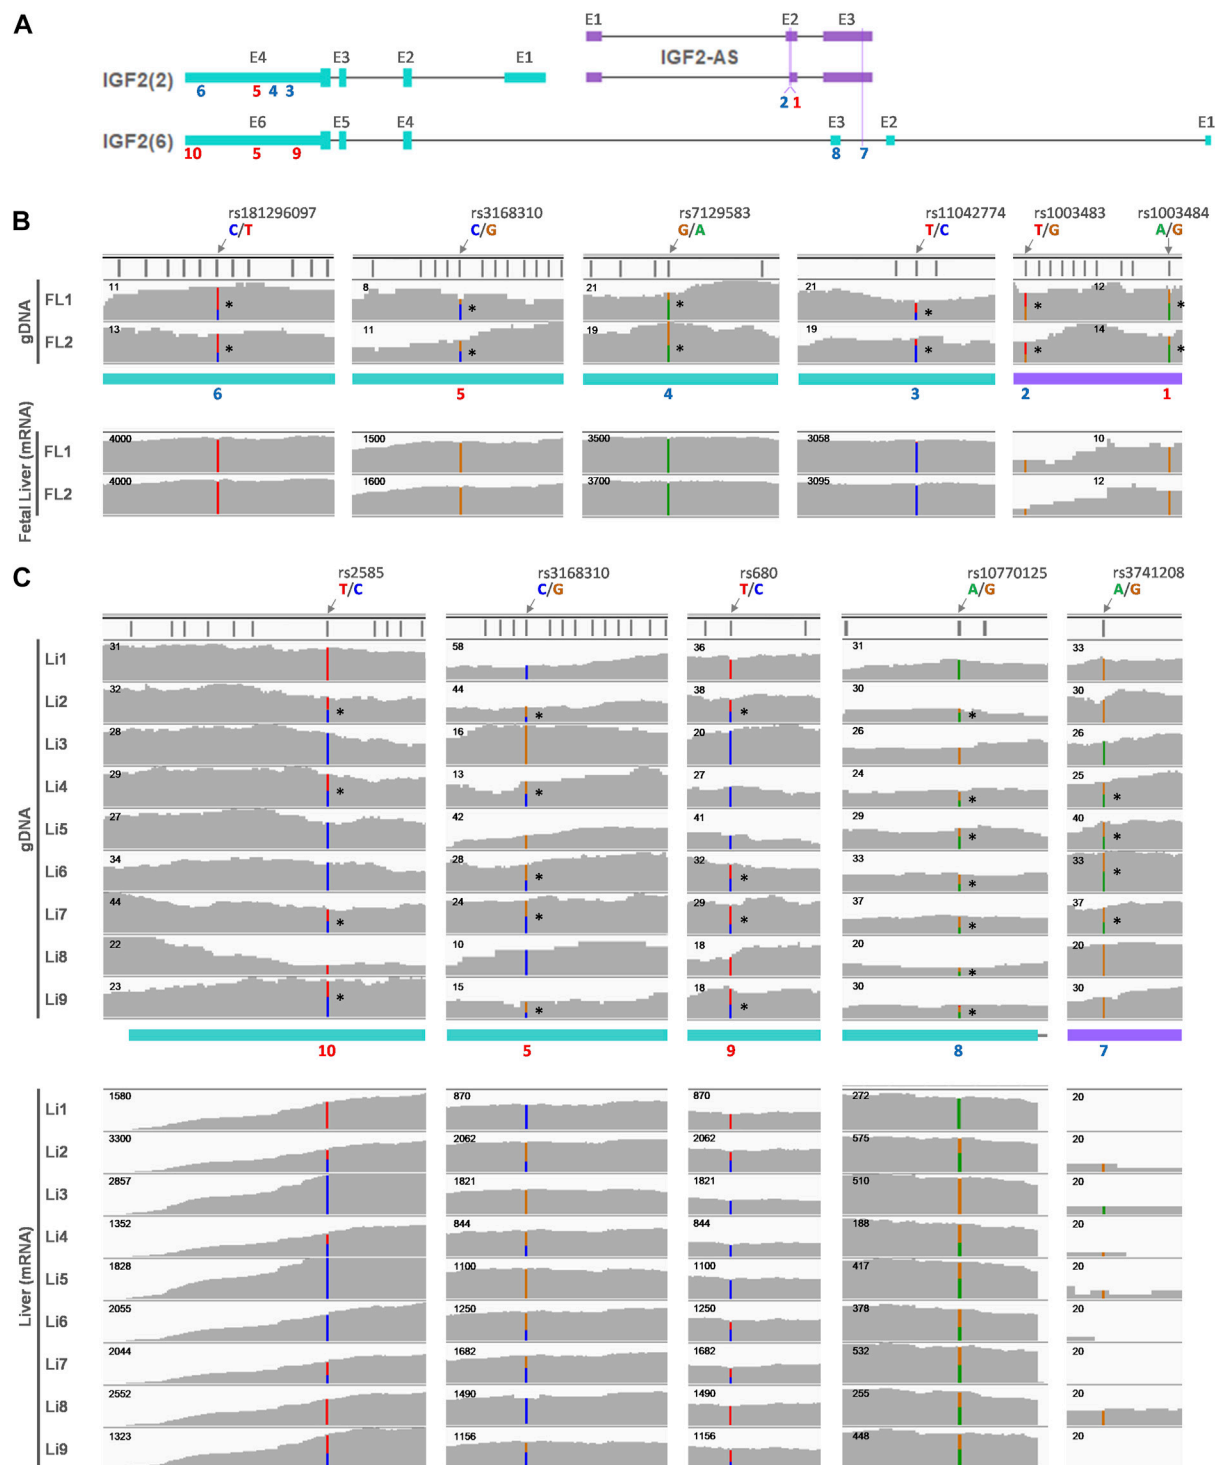 A
E1 E2 E3
E4 E3 E2 E1
IGF2-AS
IGF2(2)
6 5 4 3
2 1
E6 E5 E4 E3 E2 E1
IGF2(6)
10 5 9 8 7
B
rs181296097 rs3168310 rs7129583 rs11042774 rs1003483 rs1003484
C/T C/G G/A T/C T/G A/G
gDNA
FL1 11 * 8 * 21 * 21 * 12 * *
FL2 13 * 11 * 19 * 19 * 14 * *
6 5 4 3 2 1
Fetal Liver (mRNA)
FL1 4000 1500 3500 3058 10
FL2 4000 1600 3700 3095 12
C
rs2585 rs3168310 rs680 rs10770125 rs3741208
T/C C/G T/C A/G A/G
gDNA
Li1 31 58 36 31 33
Li2 32 * 44 * 38 * 30 * 30
Li3 28 16 20 26 26
Li4 29 * 13 * 27 24 * 25 *
Li5 27 42 41 29 * 40 *
Li6 34 28 * 32 * 33 * 33 *
Li7 44 * 24 * 29 * 37 * 37 *
Li8 22 10 18 20 * 20
Li9 23 * 15 * 18 * 30 * 30
10 5 9 8 7
Liver (mRNA)
Li1 1580 870 870 272 20
Li2 3300 2062 2062 575 20
Li3 2857 1821 1821 510 20
Li4 1352 844 844 188 20
Li5 1828 1100 1100 417 20
Li6 2055 1250 1250 378 20
Li7 2044 1682 1682 532 20
Li8 2552 1490 1490 255 20
Li9 1323 1156 1156 448 20